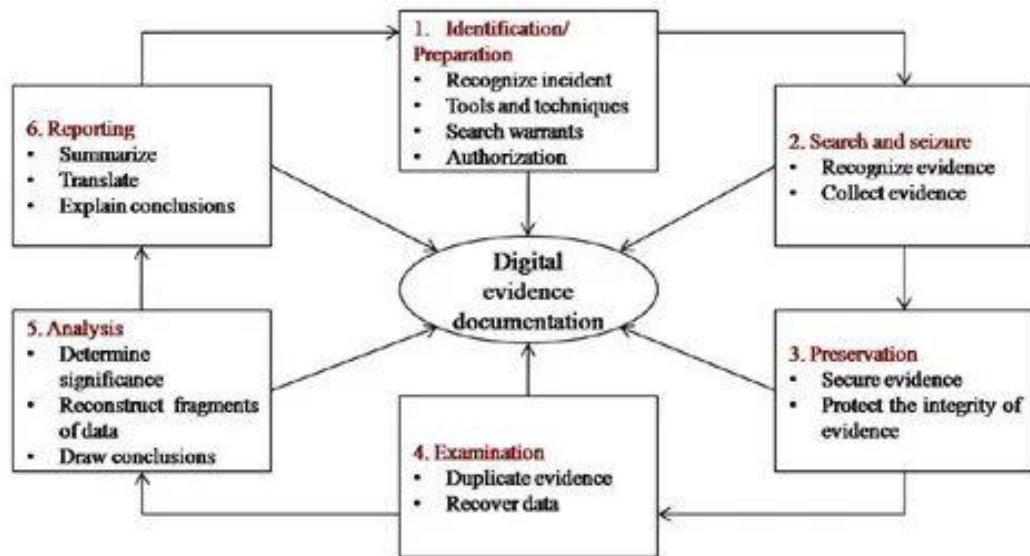 1. Identification/
Preparation
• Recognize incident
• Tools and techniques
• Search warrants
• Authorization
2. Search and seizure
• Recognize evidence
• Collect evidence
3. Preservation
• Secure evidence
• Protect the integrity of
evidence
4. Examination
• Duplicate evidence
• Recover data
5. Analysis
• Determine
significance
• Reconstruct fragments
of data
• Draw conclusions
6. Reporting
• Summarize
• Translate
• Explain conclusions
Digital
evidence
documentation